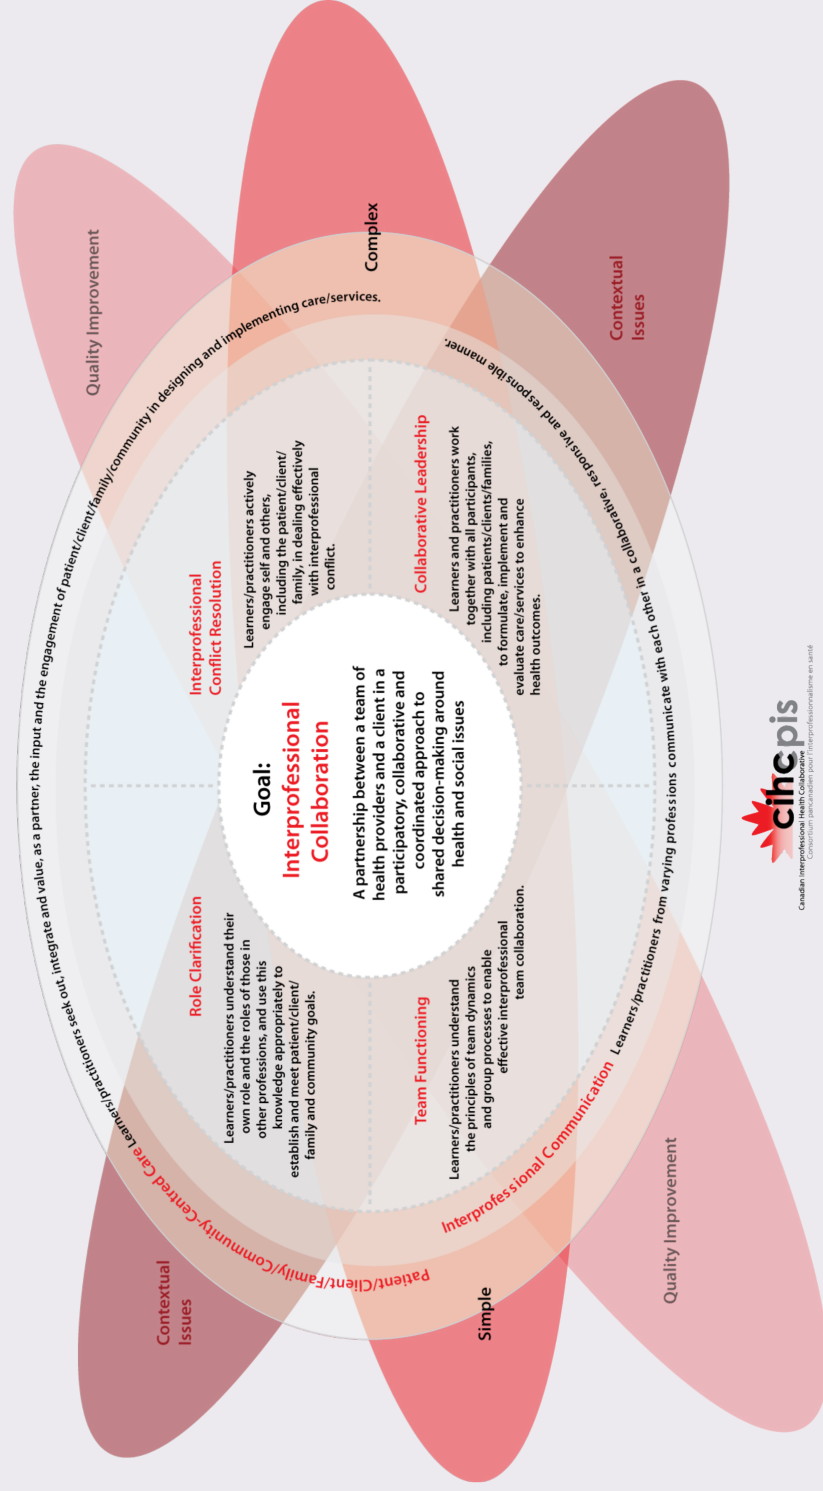 Quality Improvement
Complex
Contextual
Issues
Patient/Client/Family/Community-Centred Care Learners/practitioners seek out, integrate and value, as a partner, the input and the engagement of patient/client/family/community in designing and implementing care/services.
Role Clarification
Learners/practitioners understand their
own role and the roles of those in
other professions, and use this
knowledge appropriately to
establish and meet patient/client/
family and community goals.
Interprofessional
Conflict Resolution
Learners/practitioners actively
engage self and others,
including the patient/client/
family, in dealing effectively
with interprofessional
conflict.
Goal:
Interprofessional
Collaboration
A partnership between a team of
health providers and a client in a
participatory, collaborative and
coordinated approach to
shared decision-making around
health and social issues
Team Functioning
Learners/practitioners understand
the principles of team dynamics
and group processes to enable
effective interprofessional
team collaboration.
Collaborative Leadership
Learners and practitioners work
together with all participants,
including patients/clients/families,
to formulate, implement and
evaluate care/services to enhance
health outcomes.
Interprofessional Communication Learners/practitioners from varying professions communicate with each other in a collaborative, responsive and responsible manner.
Contextual
Issues
Simple
Quality Improvement
cihcpis
Canadian Interprofessional Health Collaborative
Consortium pancanadien pour l'interprofessionnalisme en santé